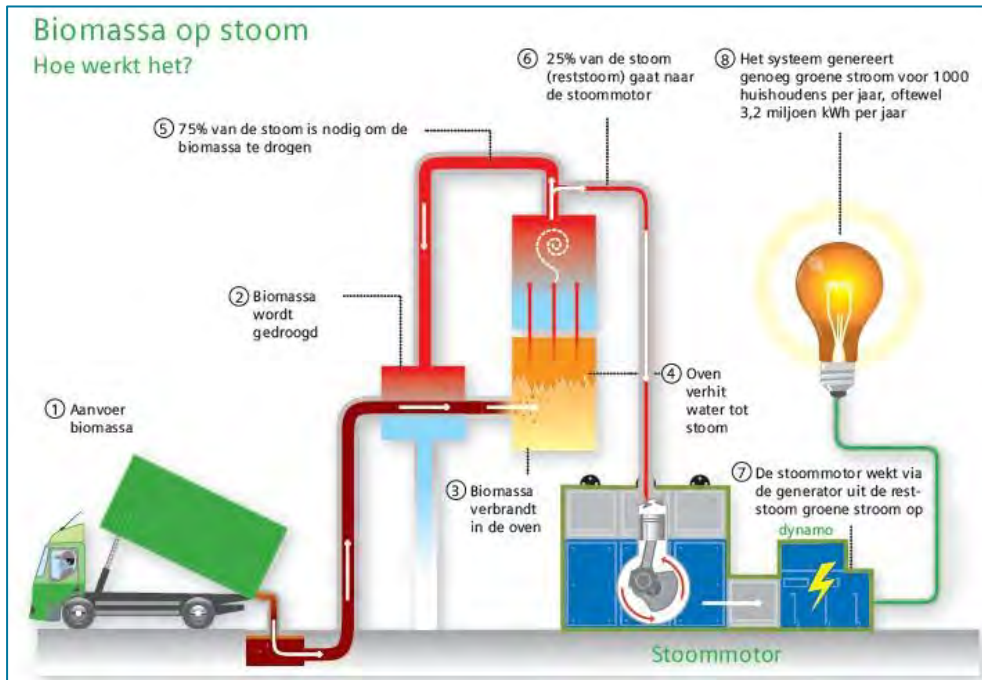 Biomassa op stoom
Hoe werkt het?
① Aanvoer
biomassa
② Biomassa
wordt
gedroogd
③ Biomassa
verbrandt
in de oven
④ Oven
verhit
water tot
stoom
⑤ 75% van de stoom is nodig om de
biomassa te drogen
⑥ 25% van de stoom
(reststoom) gaat naar
de stoommotor
⑦ De stoommotor wekt via
de generator uit de rest-
stoom groene stroom op
dynamo
Stoommotor
⑧ Het systeem genereert
genoeg groene stroom voor 1000
huishoudens per jaar, oftewel
3,2 miljoen kWh per jaar